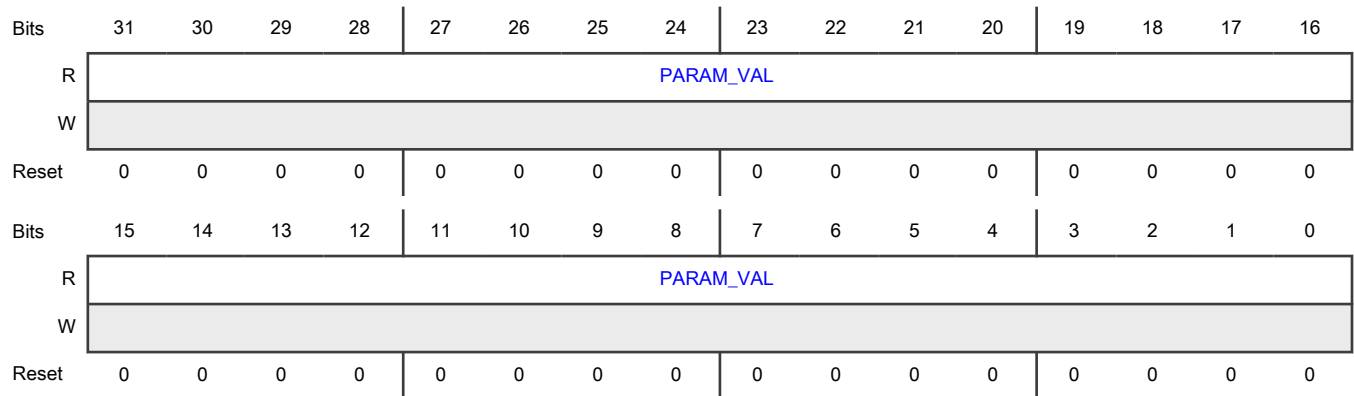 Bits 31 30 29 28 27 26 25 24 23 22 21 20 19 18 17 16
R PARAM_VAL
W
Reset 0 0 0 0 0 0 0 0 0 0 0 0 0 0 0 0
Bits 15 14 13 12 11 10 9 8 7 6 5 4 3 2 1 0
R PARAM_VAL
W
Reset 0 0 0 0 0 0 0 0 0 0 0 0 0 0 0 0